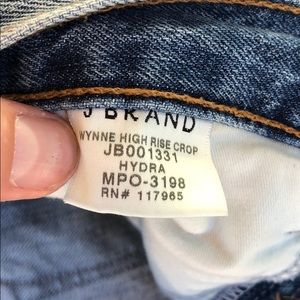 J BRAND
WYNNE HIGH RISE CROP
JB001331
HYDRA
MPO-3198
RN# 117965